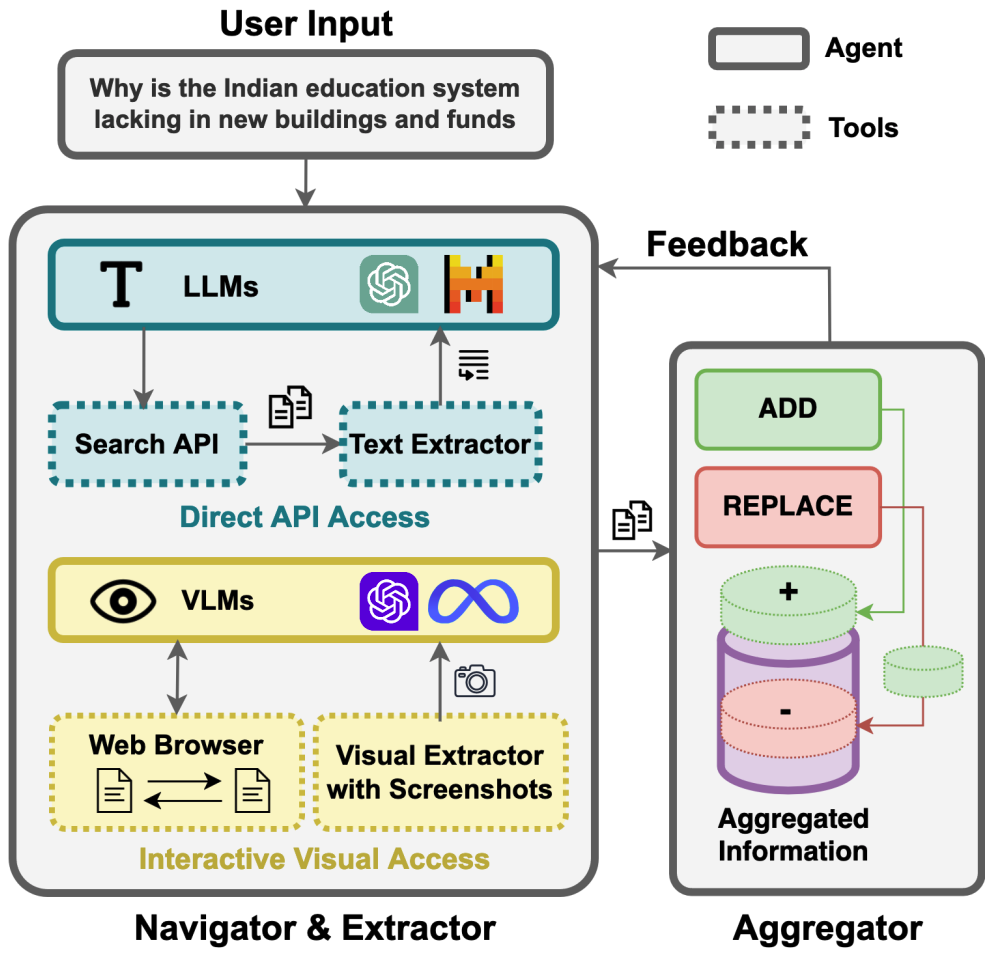 User Input
Why is the Indian education system
lacking in new buildings and funds
Agent
Tools
T LLMs
Search API
Text Extractor
Direct API Access
VLMs
Web Browser
Visual Extractor
with Screenshots
Interactive Visual Access
Navigator & Extractor
Feedback
ADD
REPLACE
+
-
Aggregated
Information
Aggregator